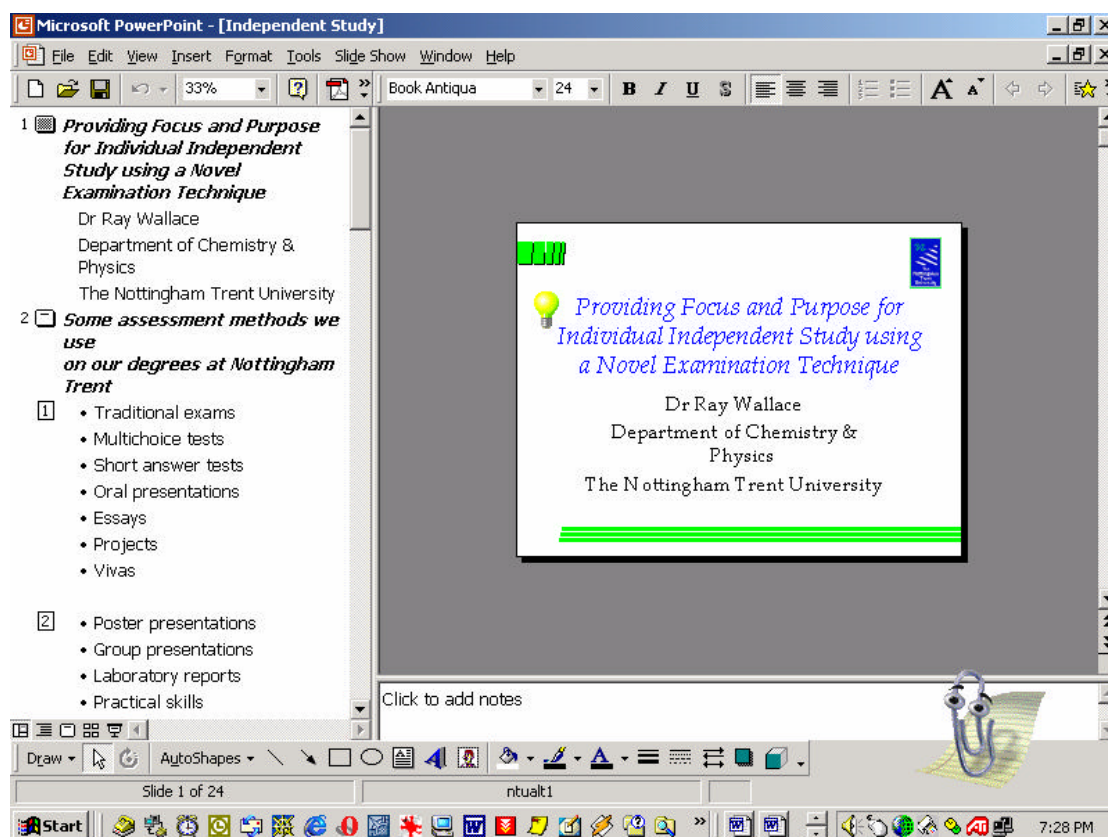 Microsoft PowerPoint - [Independent Study]
File Edit View Insert Format Tools Slide Show Window Help
33% Book Antiqua 24 B I U S A A
1 Providing Focus and Purpose
for Individual Independent
Study using a Novel
Examination Technique
Dr Ray Wallace
Department of Chemistry &
Physics
The Nottingham Trent University
2 Some assessment methods we
use
on our degrees at Nottingham
Trent
1 • Traditional exams
• Multichoice tests
• Short answer tests
• Oral presentations
• Essays
• Projects
• Vivas
2 • Poster presentations
• Group presentations
• Laboratory reports
• Practical skills
The
Nottingham
Trent
University
Providing Focus and Purpose for
Individual Independent Study using
a Novel Examination Technique
Dr Ray Wallace
Department of Chemistry &
Physics
The Nottingham Trent University
Click to add notes
Draw AutoShapes
Slide 1 of 24 ntualt1
Start 7:28 PM